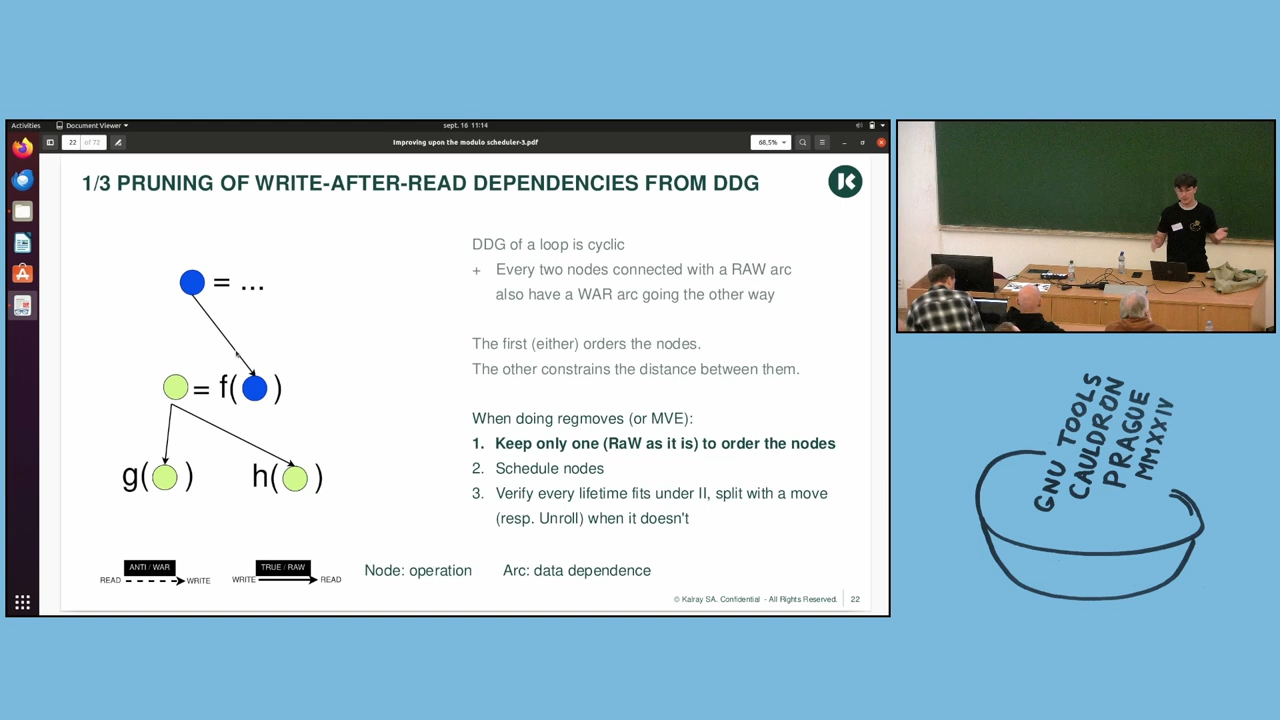 Activities
Document Viewer
sept. 16 11:14
22
of 72
Improving upon the modulo scheduler-3.pdf
68,5%
1/3 PRUNING OF WRITE-AFTER-READ DEPENDENCIES FROM DDG
K
= ...
= f( )
g( )
h( )
DDG of a loop is cyclic
+ Every two nodes connected with a RAW arc
also have a WAR arc going the other way
The first (either) orders the nodes.
The other constrains the distance between them.
When doing regmoves (or MVE):
1. Keep only one (RaW as it is) to order the nodes
2. Schedule nodes
3. Verify every lifetime fits under II, split with a move
(resp. Unroll) when it doesn't
ANTI / WAR
READ
WRITE
TRUE / RAW
WRITE
READ
Node: operation
Arc: data dependence
© Kalray SA. Confidential - All Rights Reserved.
22
GNU TOOLS
CAULDRON
PRAGUE
MMXXIV